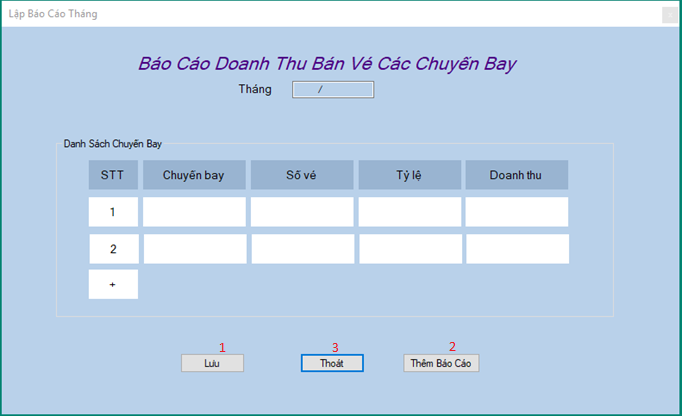 Lập Báo Cáo Tháng
Báo Cáo Doanh Thu Bán Vé Các Chuyến Bay
Tháng /
Danh Sách Chuyến Bay
STT Chuyến bay Số vé Tỷ lệ Doanh thu
1
2
+
1 3 2
Lưu Thoát Thêm Báo Cáo